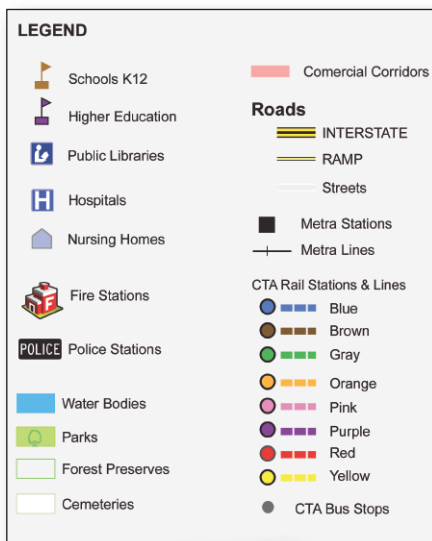 LEGEND
Schools K12
Higher Education
Public Libraries
H
Hospitals
Nursing Homes
F
Fire Stations
POLICE
Police Stations
Water Bodies
Parks
Forest Preserves
Cemeteries
Comercial Corridors
Roads
INTERSTATE
RAMP
Streets
Metra Stations
Metra Lines
CTA Rail Stations & Lines
Blue
Brown
Gray
Orange
Pink
Purple
Red
Yellow
CTA Bus Stops